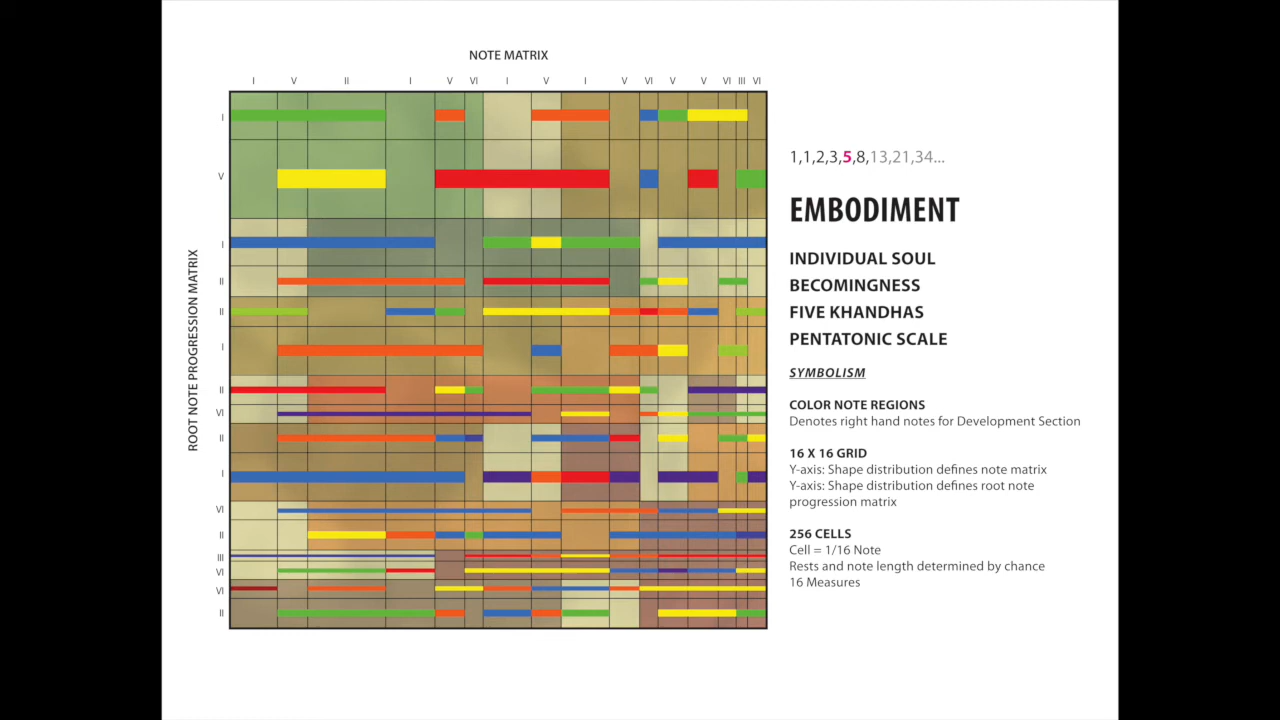 NOTE MATRIX
I V II I V VI I V I V VI V V VI III VI
I
V
I
II
I
I
II
VI
II
I
VI
II
III
VI
VI
II
ROOT NOTE PROGRESSION MATRIX
1,1,2,3,5,8,13,21,34...
EMBODIMENT
INDIVIDUAL SOUL
BECOMINGNESS
FIVE KHANDHAS
PENTATONIC SCALE
SYMBOLISM
COLOR NOTE REGIONS
Denotes right hand notes for Development Section
16 X 16 GRID
Y-axis: Shape distribution defines note matrix
Y-axis: Shape distribution defines root note
progression matrix
256 CELLS
Cell = 1/16 Note
Rests and note length determined by chance
16 Measures